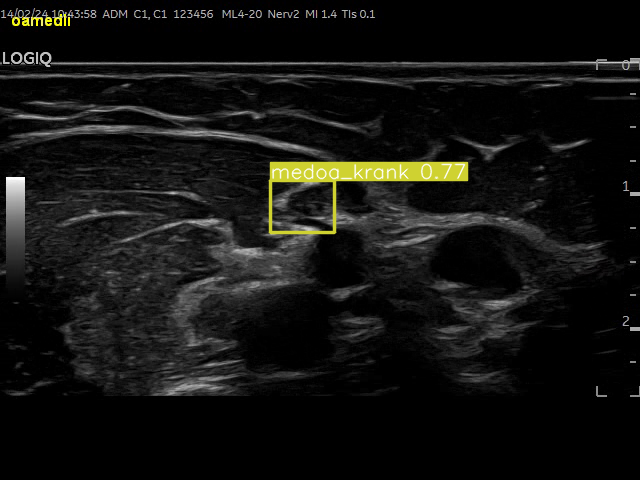 14/02/24 10:43:58 ADM C1, C1 123456 ML4-20 Nerv2 MI 1.4 TIs 0.1
oamedli
LOGIQ
0
medoa_krank 0.77
1
2